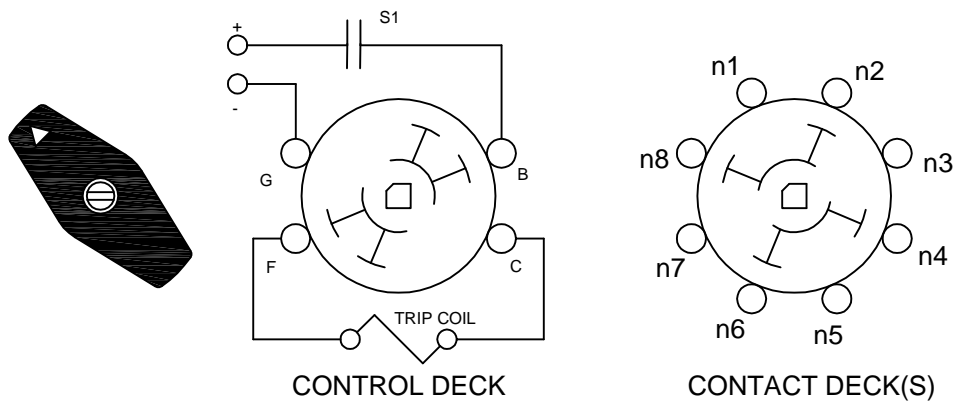 S1
+
-
G
B
F
C
TRIP COIL
CONTROL DECK
n1
n2
n8
n3
n7
n4
n6
n5
CONTACT DECK(S)